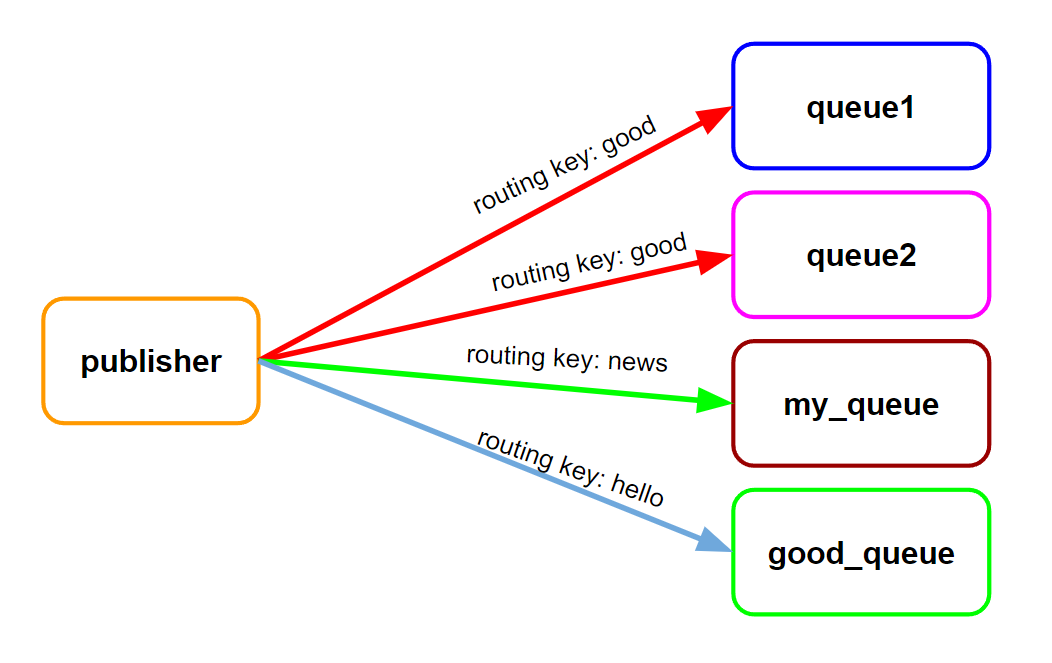 publisher
routing key: good
routing key: good
routing key: news
routing key: hello
queue1
queue2
my_queue
good_queue